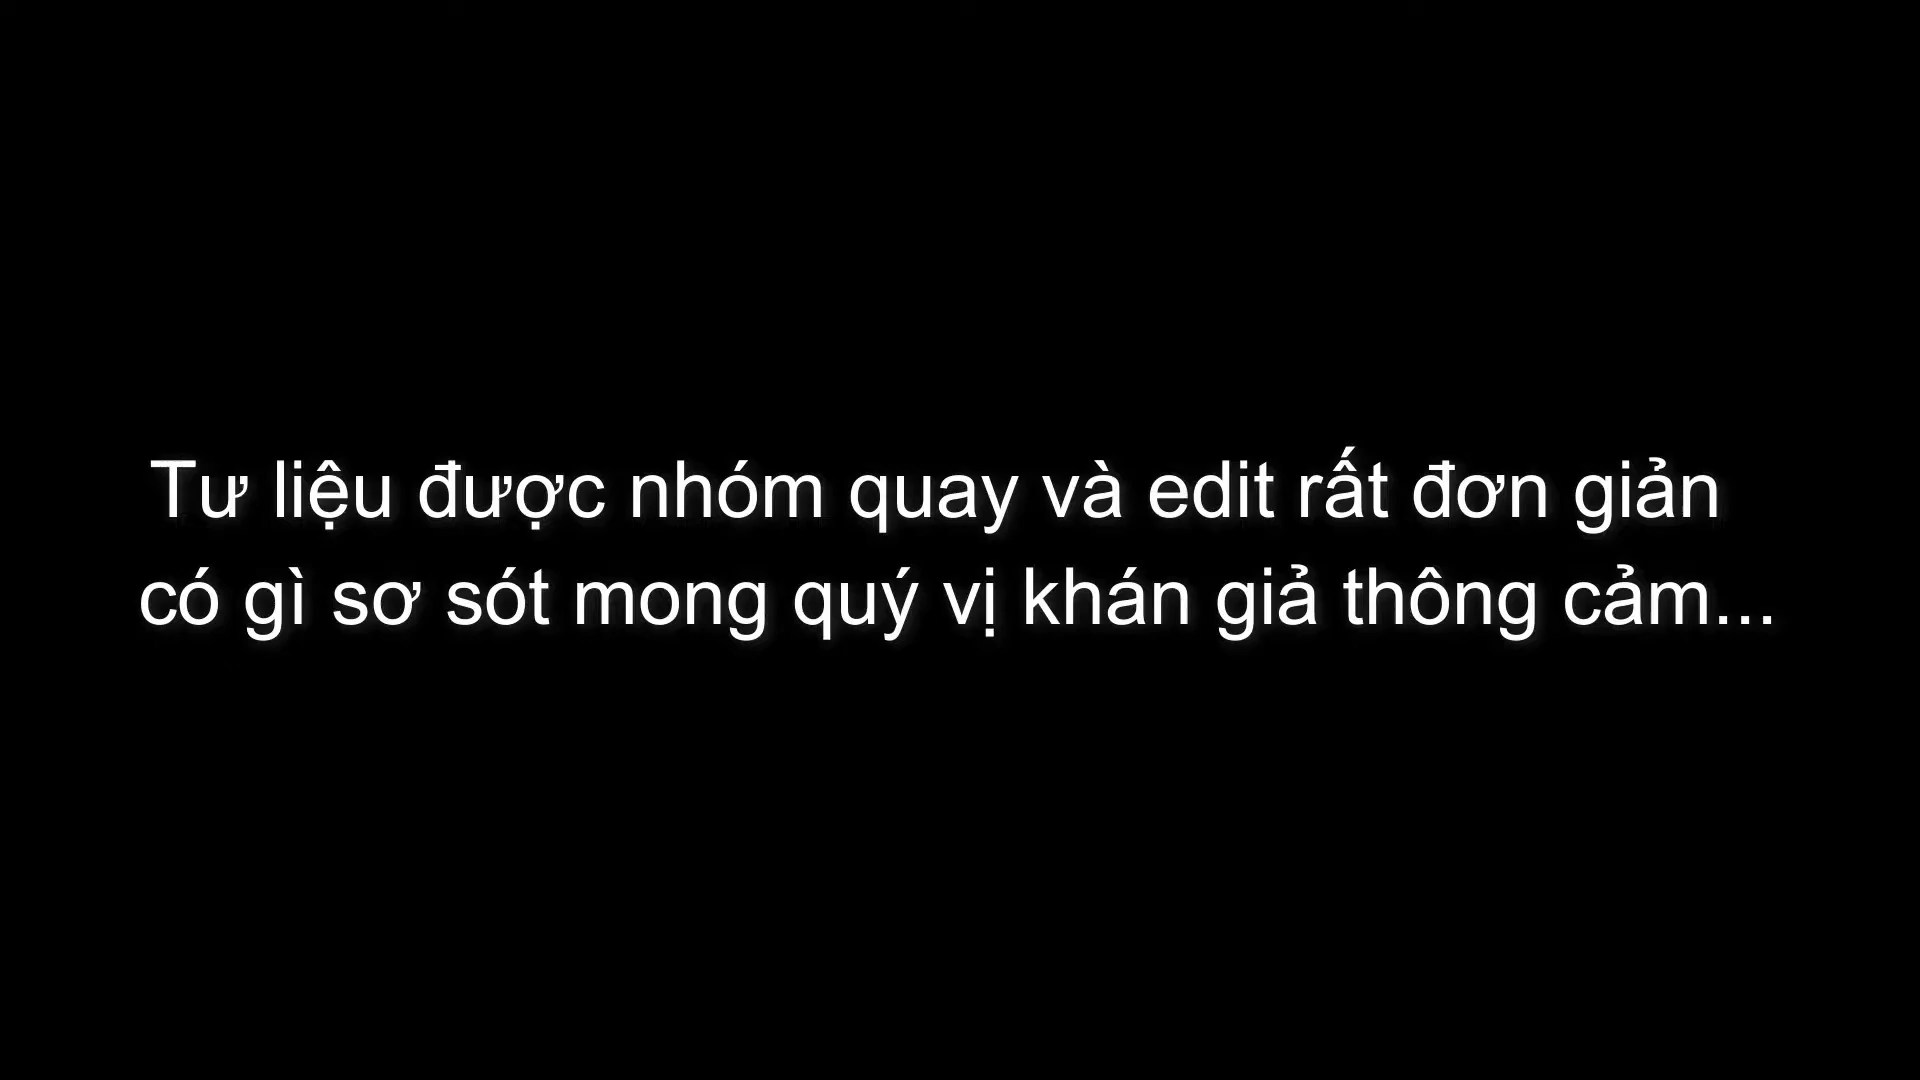 Tư liệu được nhóm quay và edit rất đơn giản
có gì sơ sót mong quý vị khán giả thông cảm...